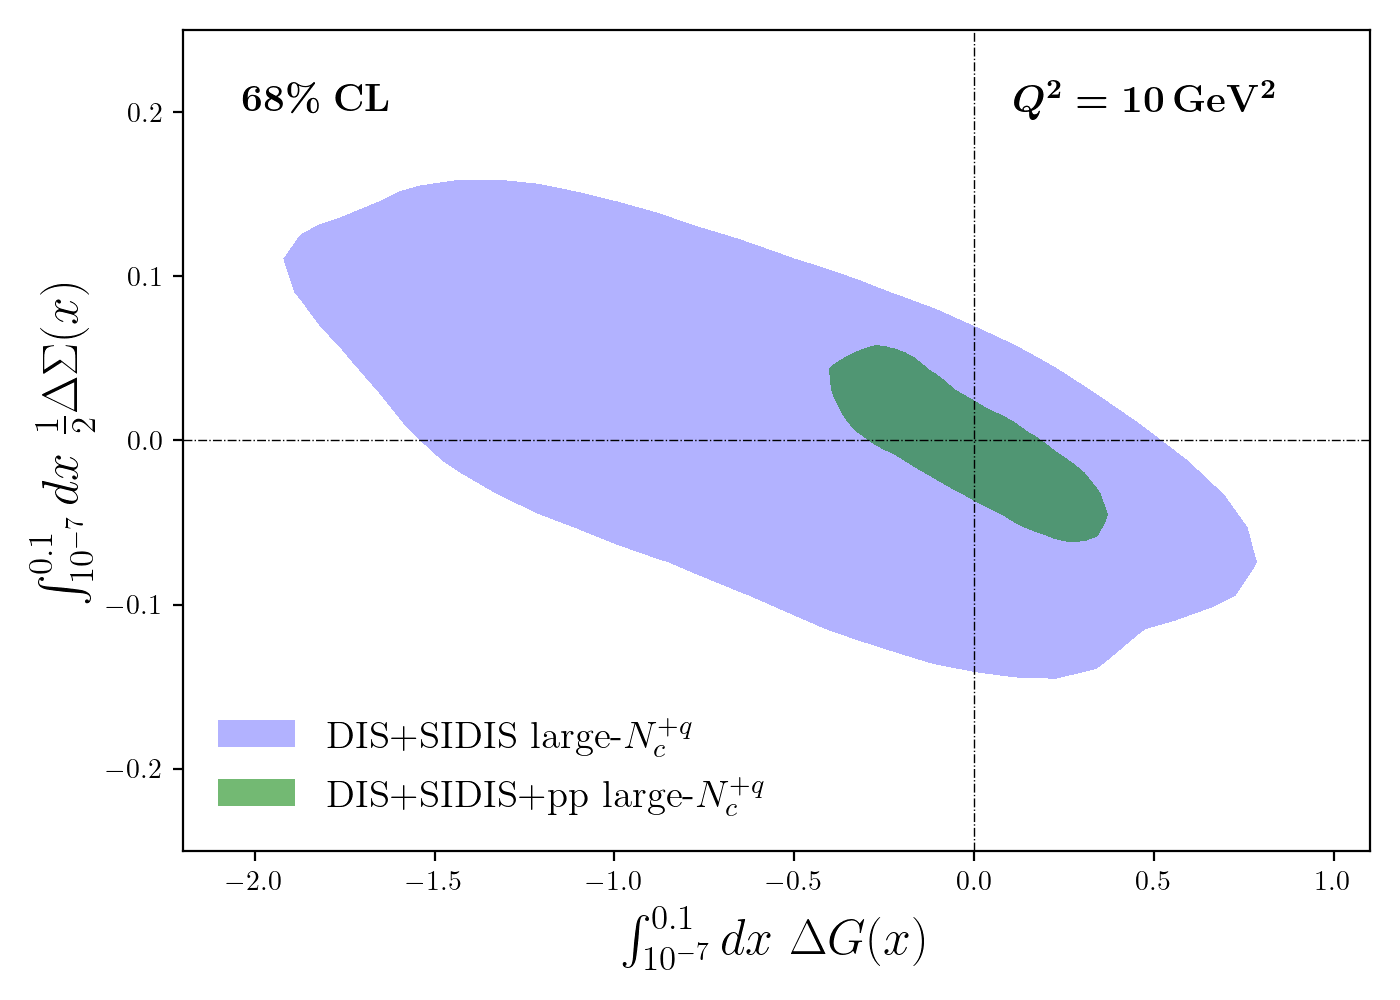 68% CL
Q² = 10 GeV²
0.2
0.1
0.0
−0.1
−0.2
∫_{10⁻⁷}^{0.1} dx ½ΔΣ(x)
DIS+SIDIS large-N_c^{+q}
DIS+SIDIS+pp large-N_c^{+q}
−2.0 −1.5 −1.0 −0.5 0.0 0.5 1.0
∫_{10⁻⁷}^{0.1} dx ΔG(x)